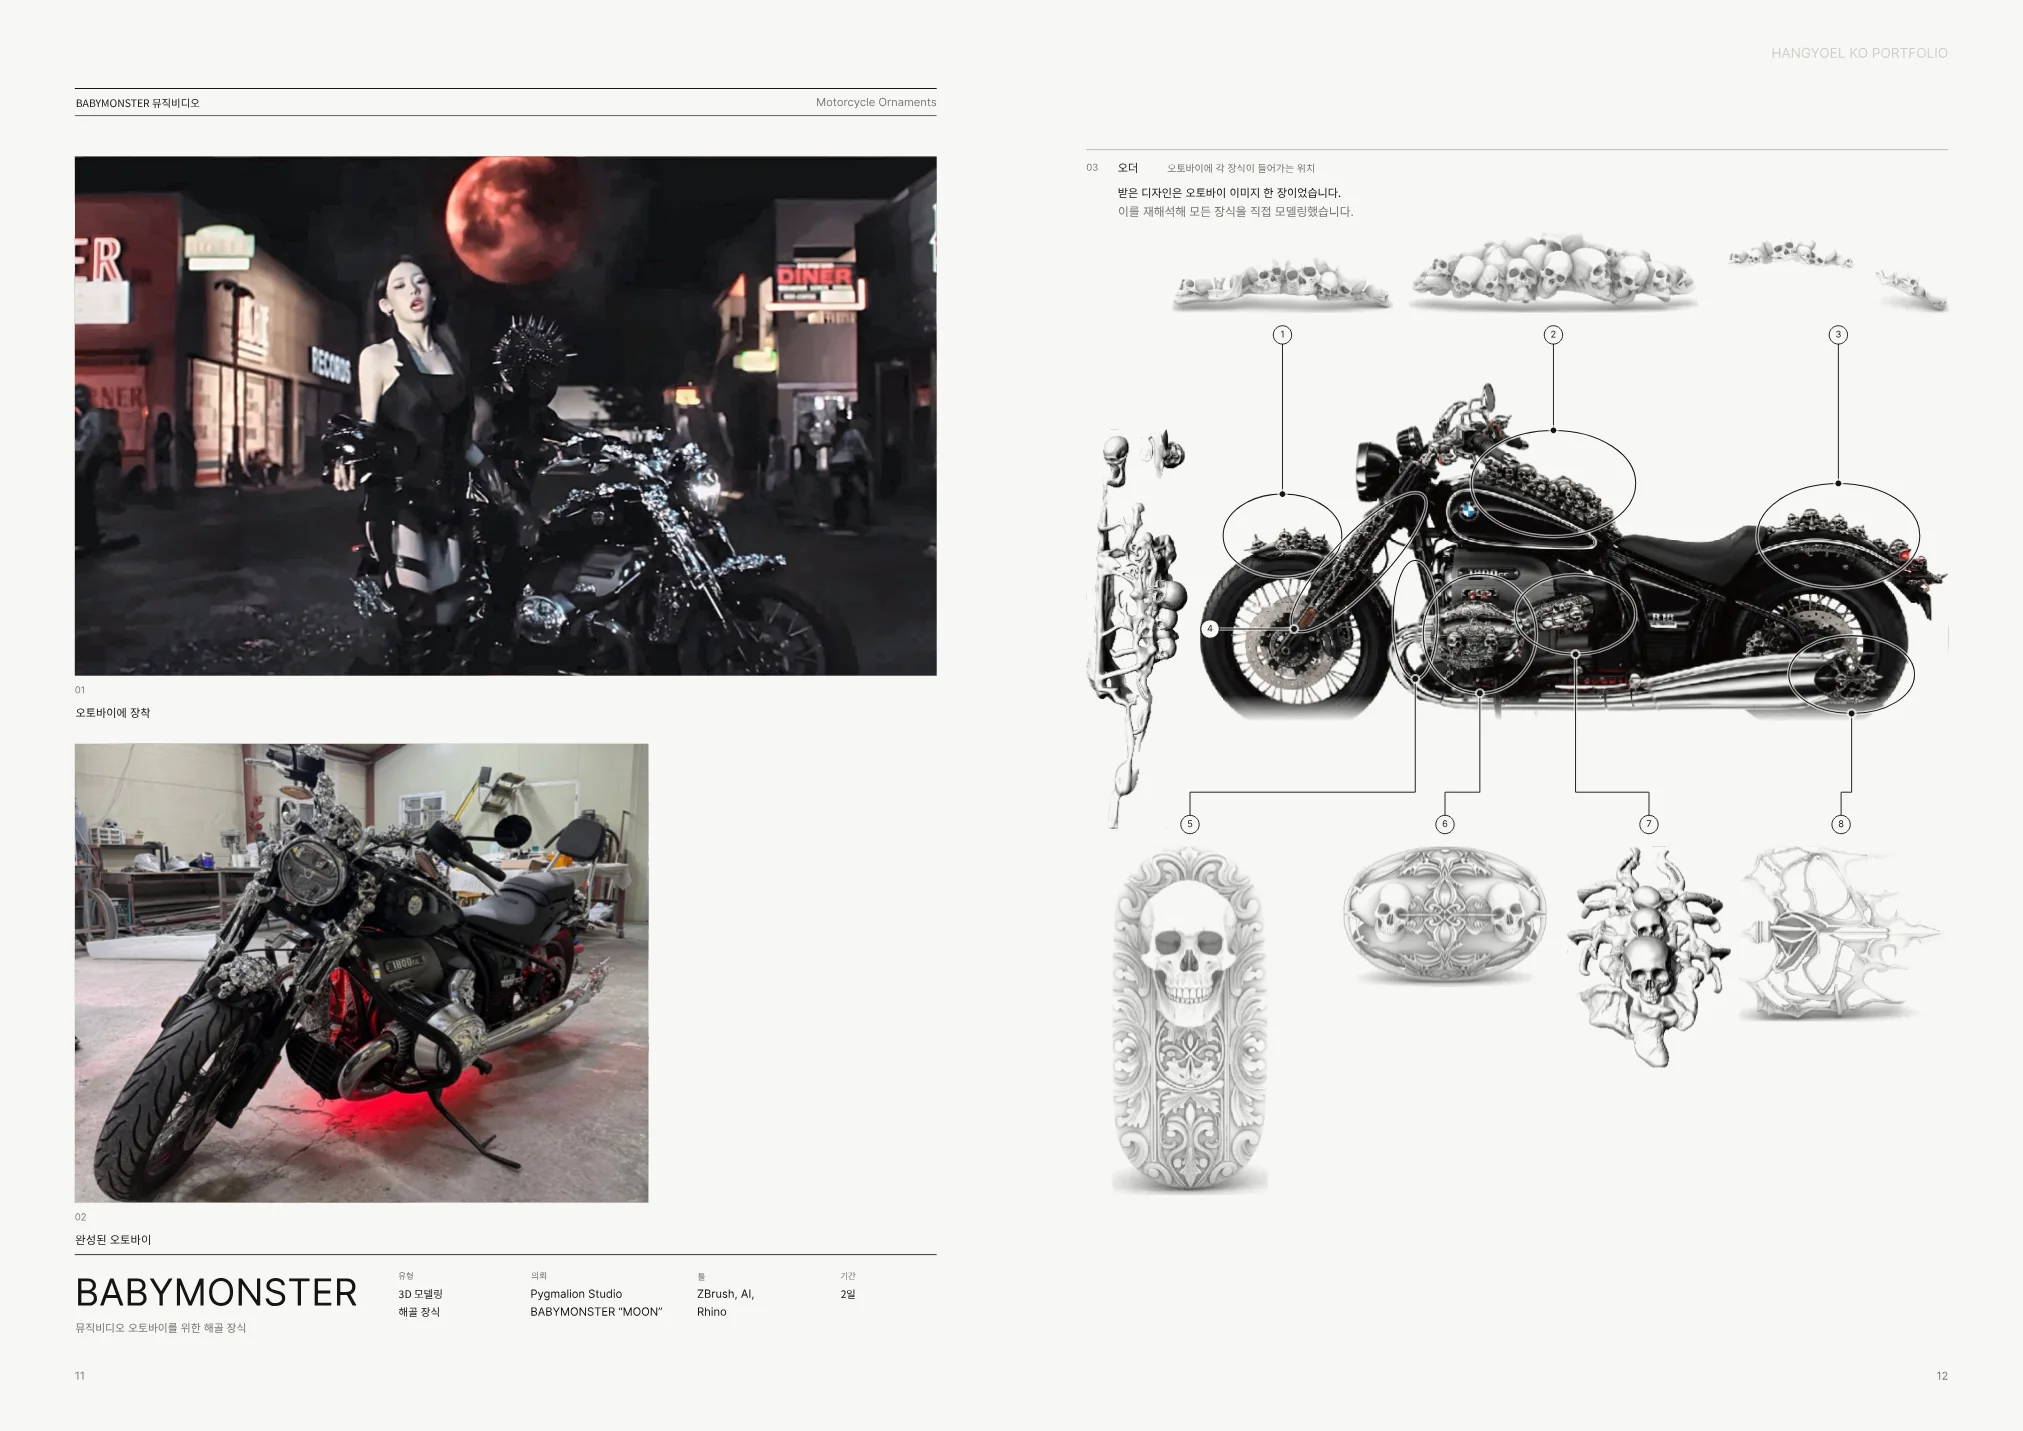 HANGYOEL KO PORTFOLIO
BABYMONSTER 뮤직비디오
Motorcycle Ornaments
RECORDS
DINER
01
오토바이에 장착
1800cc
02
완성된 오토바이
BABYMONSTER
뮤직비디오 오토바이를 위한 해골 장식
유형
3D 모델링
해골 장식
의뢰
Pygmalion Studio
BABYMONSTER “MOON”
툴
ZBrush, AI,
Rhino
기간
2일
11
03 오더 오토바이에 각 장식이 들어가는 위치
받은 디자인은 오토바이 이미지 한 장이었습니다.
이를 재해석해 모든 장식을 직접 모델링했습니다.
1
2
3
1800cc
R18
4
5
6
7
8
12